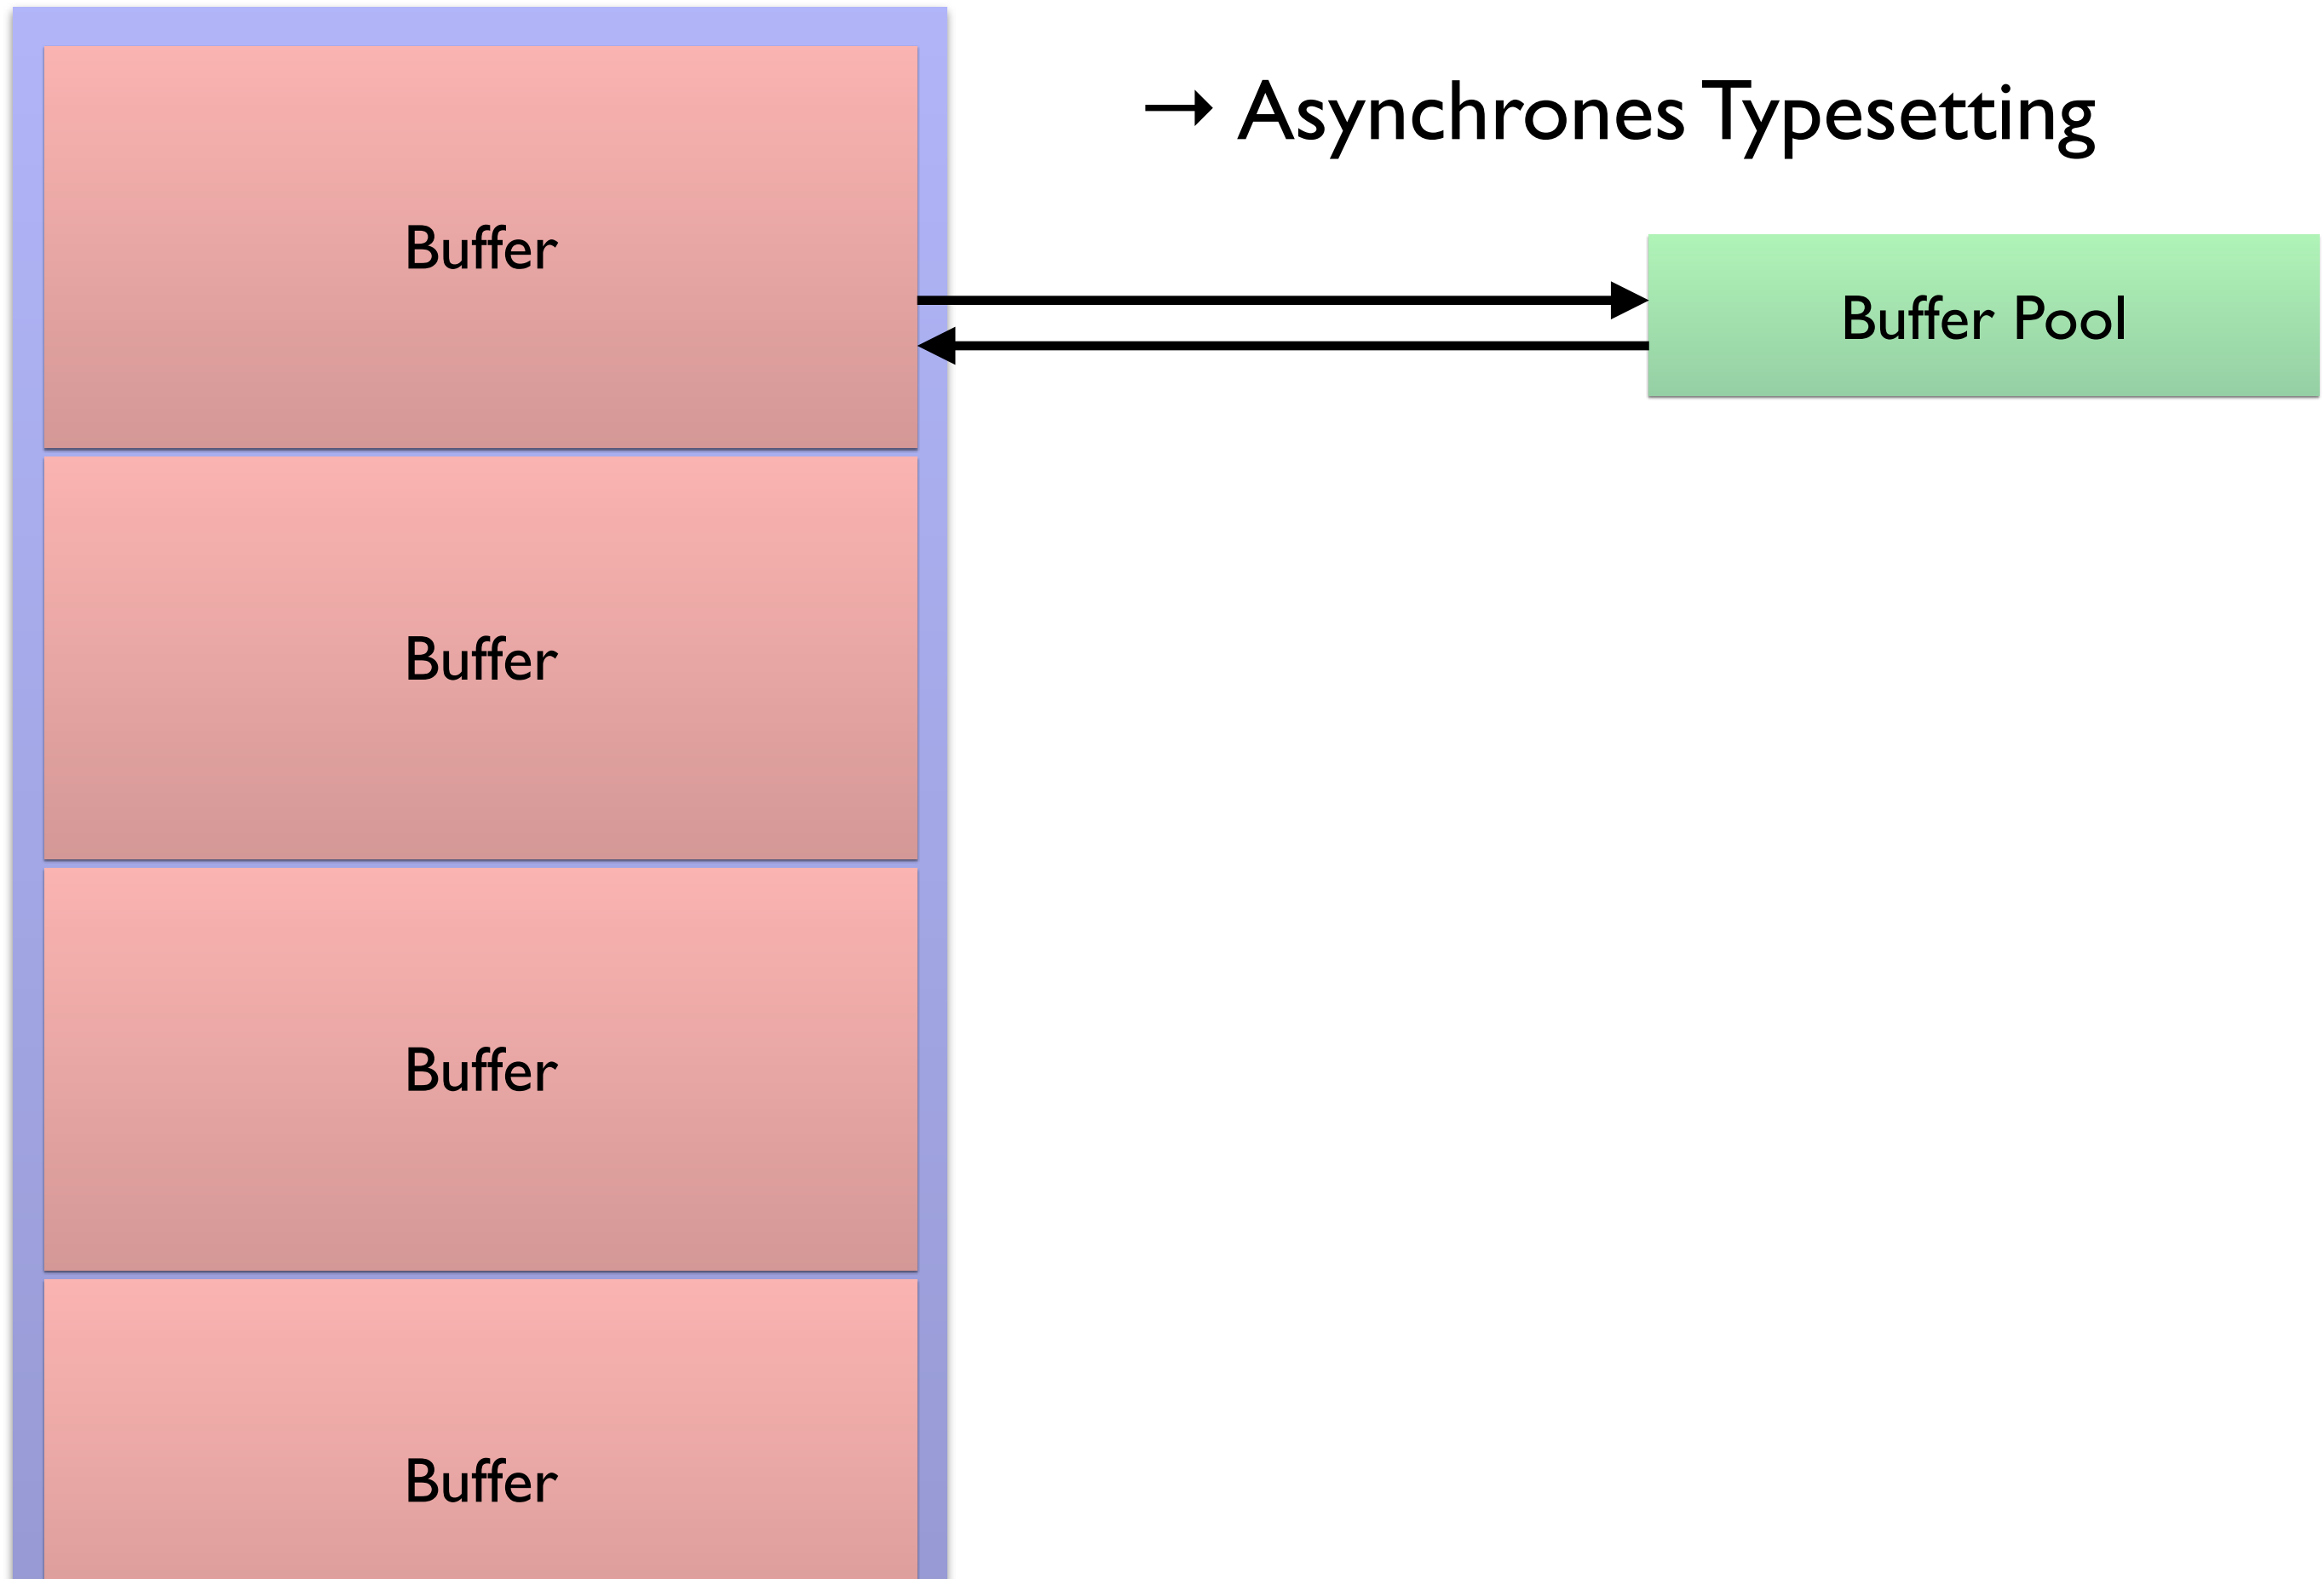 → Asynchrones Typesetting
Buffer
Buffer Pool
Buffer
Buffer
Buffer